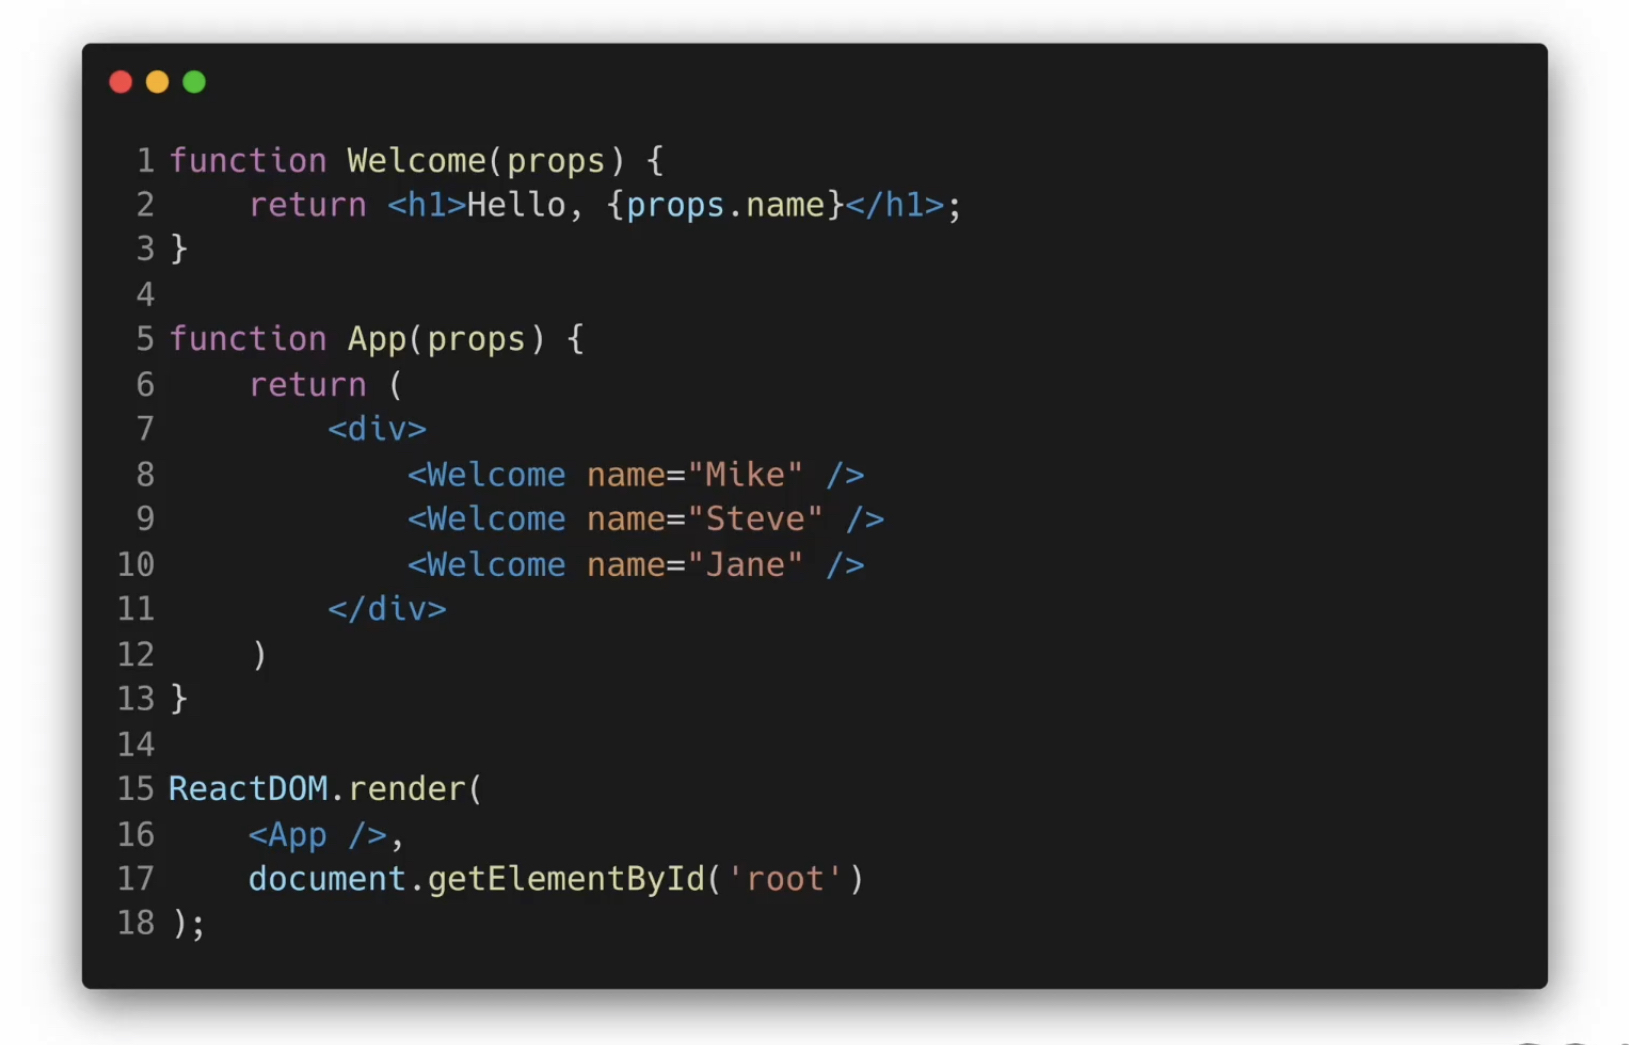 1 function Welcome(props) {
2     return <h1>Hello, {props.name}</h1>;
3 }
4
5 function App(props) {
6     return (
7         <div>
8             <Welcome name="Mike" />
9             <Welcome name="Steve" />
10             <Welcome name="Jane" />
11         </div>
12     )
13 }
14
15 ReactDOM.render(
16     <App />,
17     document.getElementById('root')
18 );